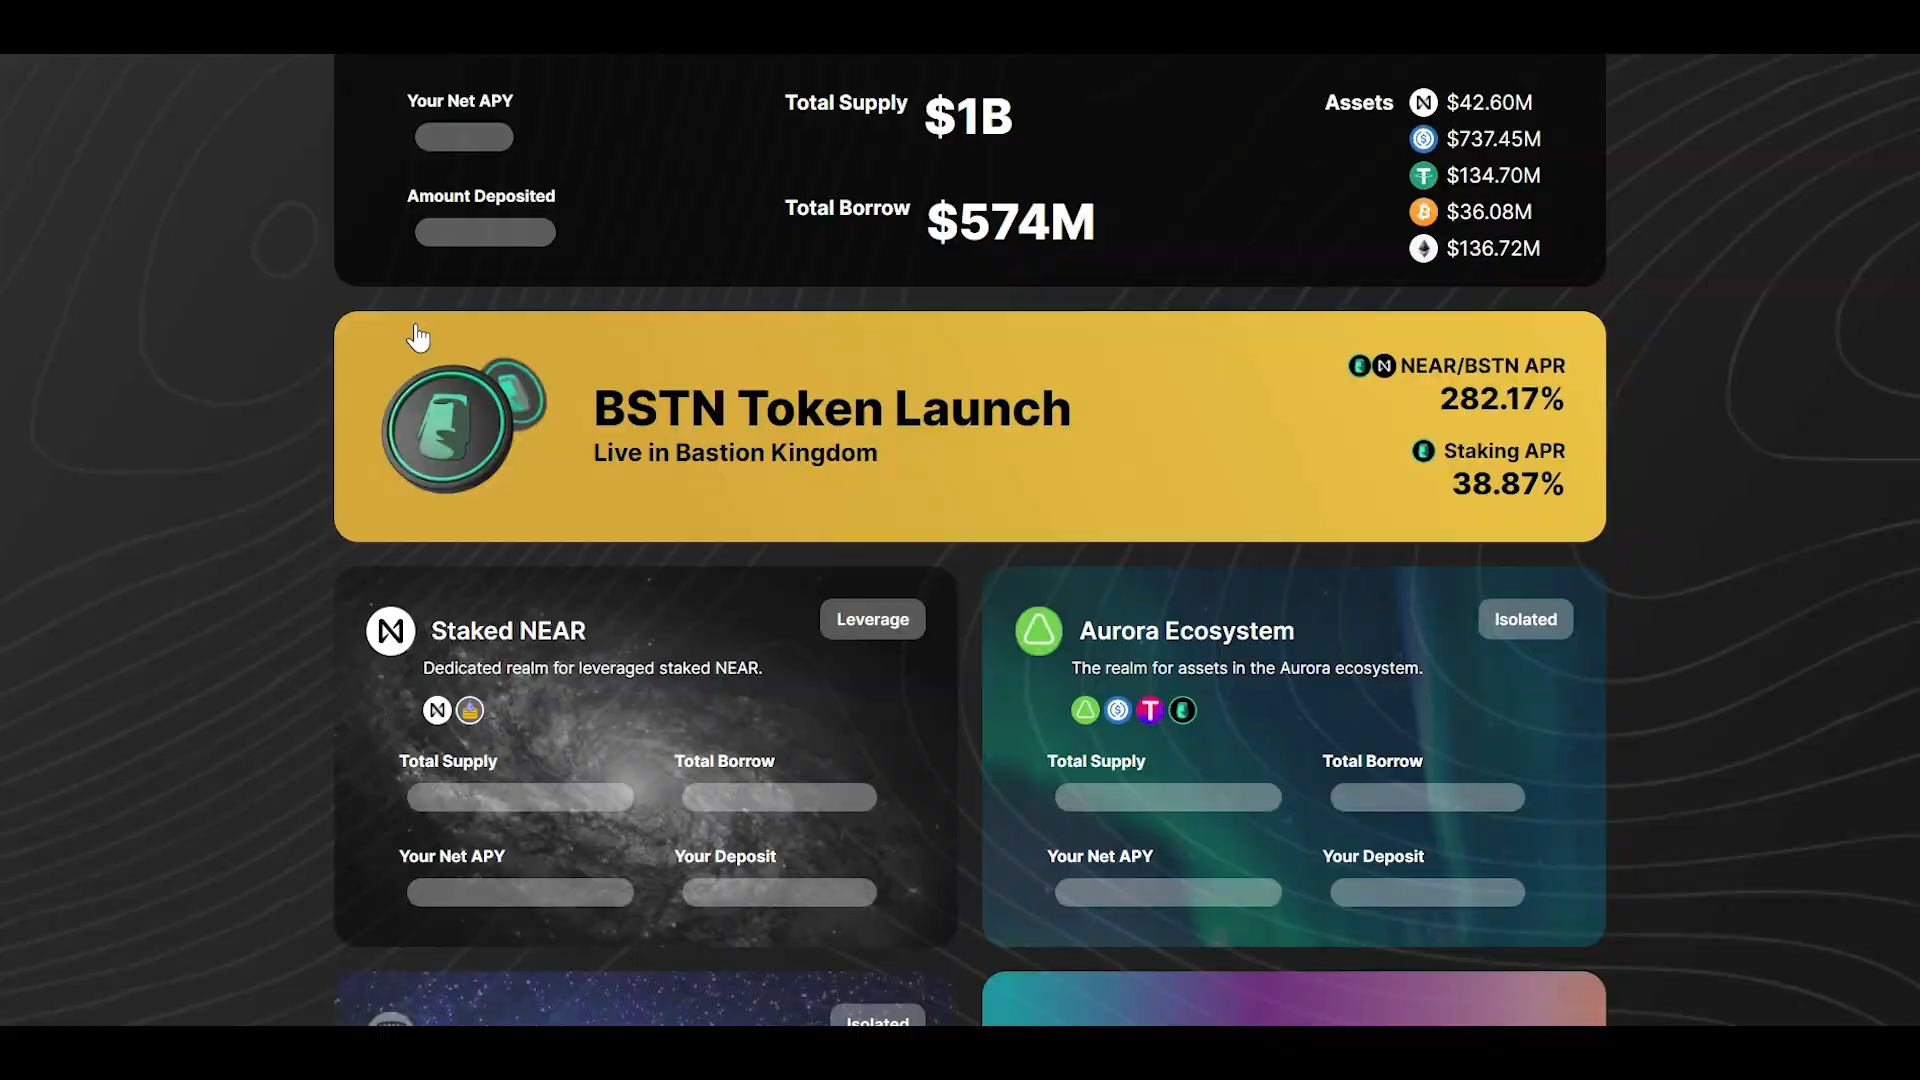 Your Net APY
Amount Deposited
Total Supply $1B
Total Borrow $574M
Assets $42.60M
$737.45M
$134.70M
$36.08M
$136.72M
BSTN Token Launch
Live in Bastion Kingdom
NEAR/BSTN APR
282.17%
Staking APR
38.87%
Staked NEAR
Leverage
Dedicated realm for leveraged staked NEAR.
Total Supply
Total Borrow
Your Net APY
Your Deposit
Aurora Ecosystem
Isolated
The realm for assets in the Aurora ecosystem.
Total Supply
Total Borrow
Your Net APY
Your Deposit
Isolated